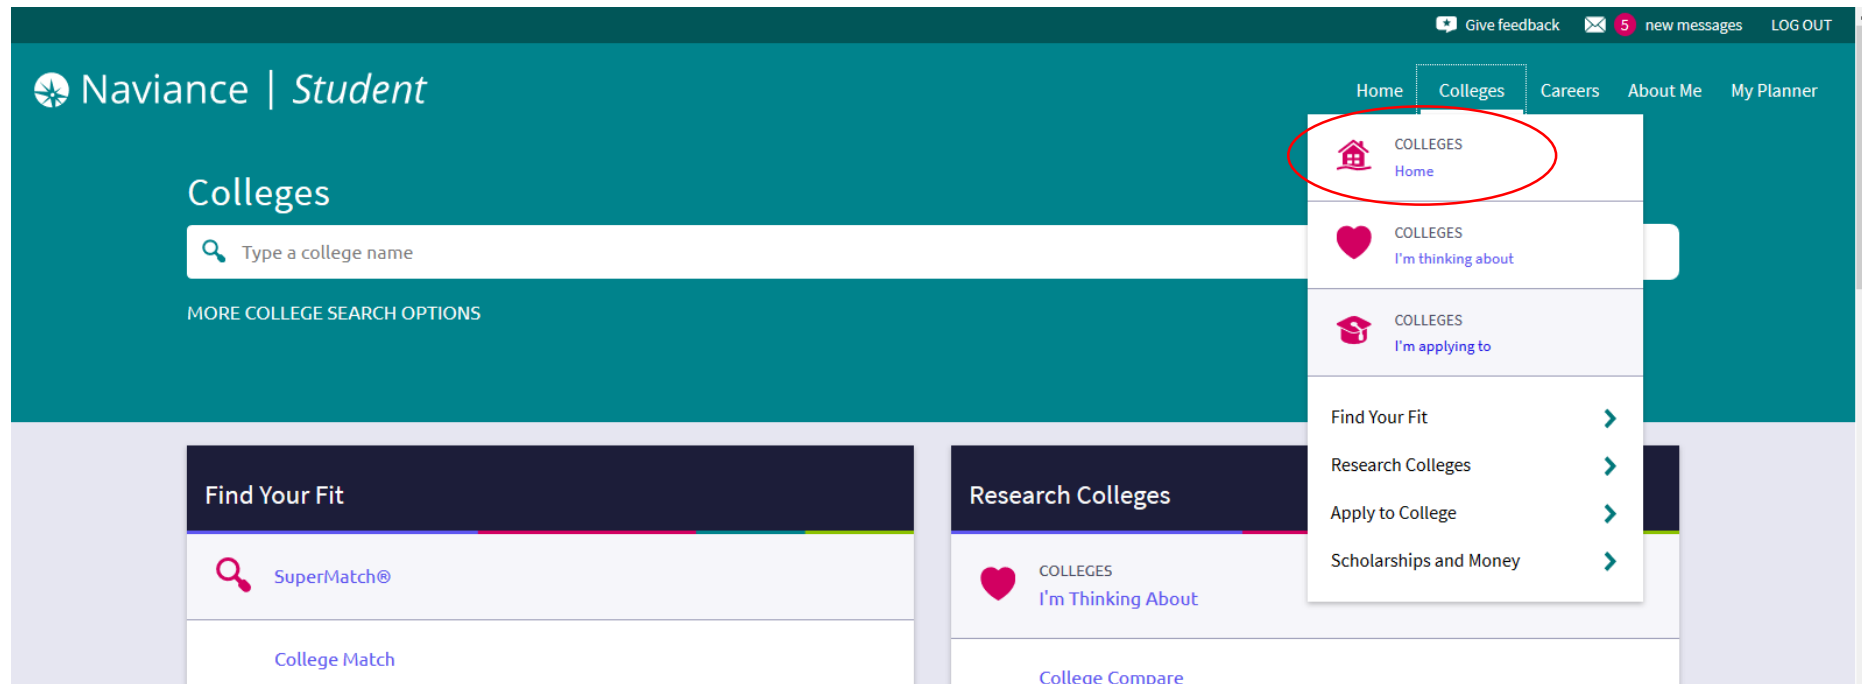 Give feedback 5 new messages LOG OUT
Naviance | Student
Home Colleges Careers About Me My Planner
COLLEGES
Home
Colleges
Type a college name
COLLEGES
I'm thinking about
MORE COLLEGE SEARCH OPTIONS
COLLEGES
I'm applying to
Find Your Fit
Research Colleges
Apply to College
Scholarships and Money
Find Your Fit
SuperMatch®
College Match
Research Colleges
COLLEGES
I'm Thinking About
College Compare